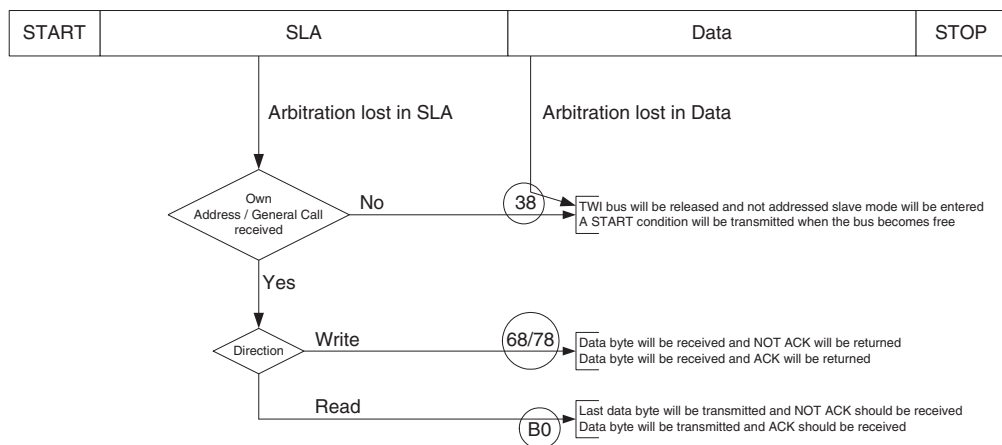 START SLA Data STOP
Arbitration lost in SLA Arbitration lost in Data
Own
Address / General Call
received
No
38
TWI bus will be released and not addressed slave mode will be entered
A START condition will be transmitted when the bus becomes free
Yes
Direction
Write
68/78
Data byte will be received and NOT ACK will be returned
Data byte will be received and ACK will be returned
Read
B0
Last data byte will be transmitted and NOT ACK should be received
Data byte will be transmitted and ACK should be received